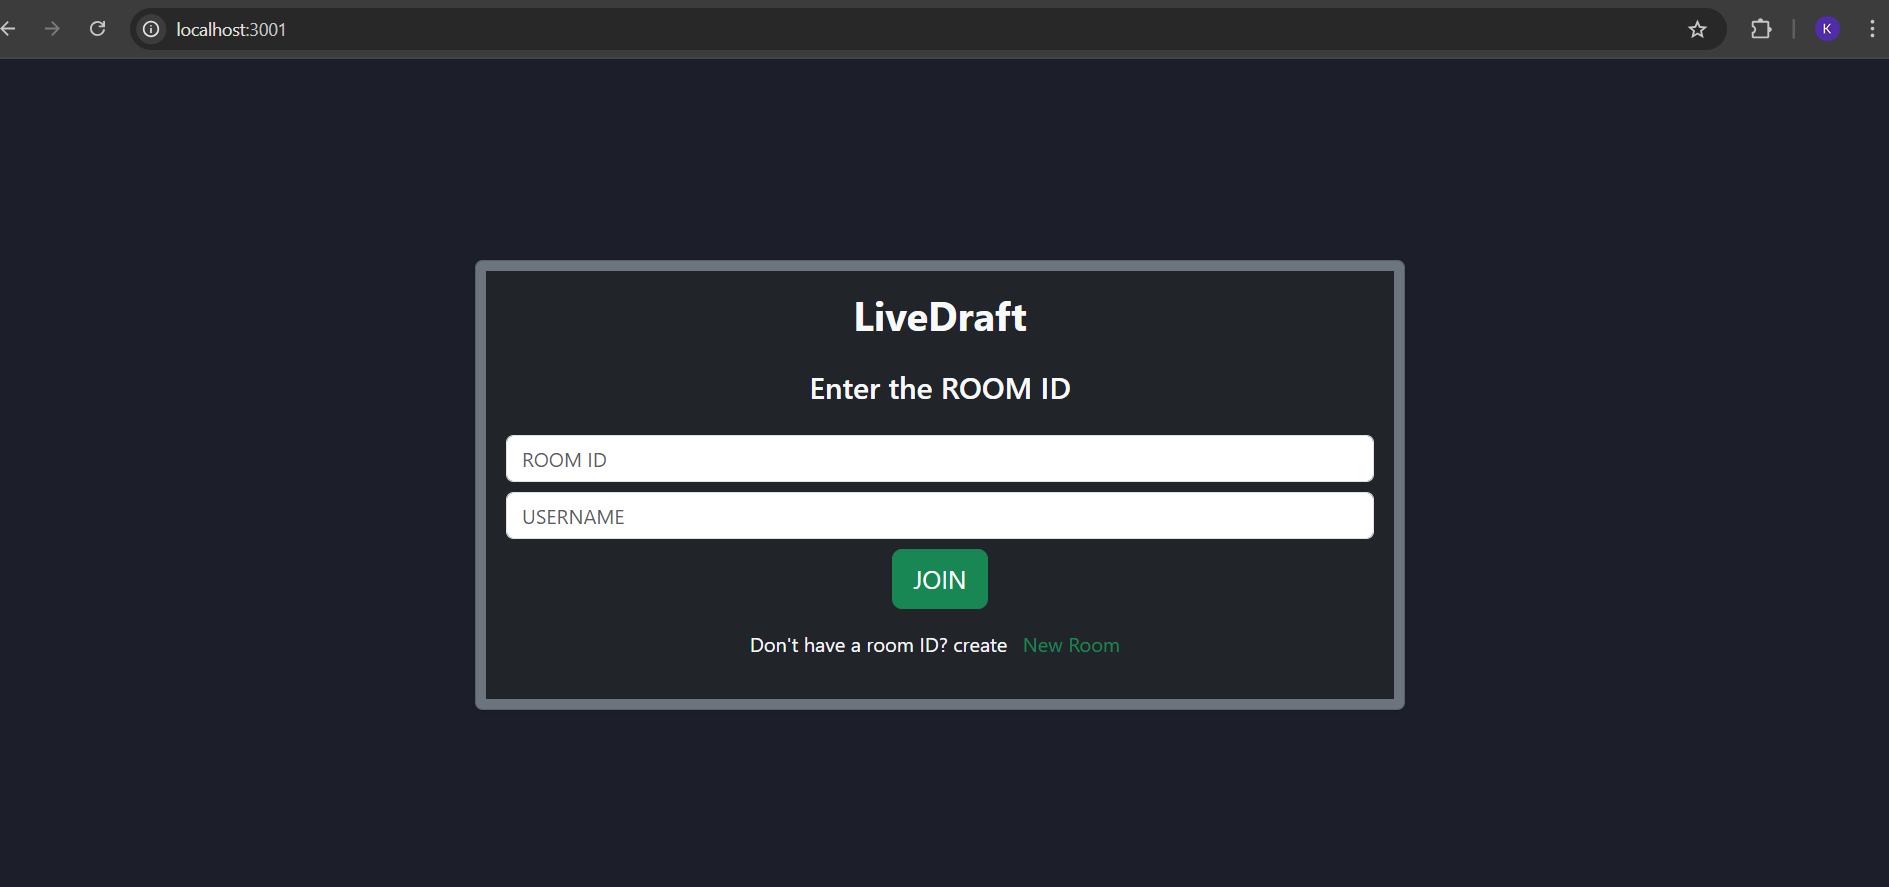 localhost:3001
K
LiveDraft
Enter the ROOM ID
ROOM ID
USERNAME
JOIN
Don't have a room ID? create New Room